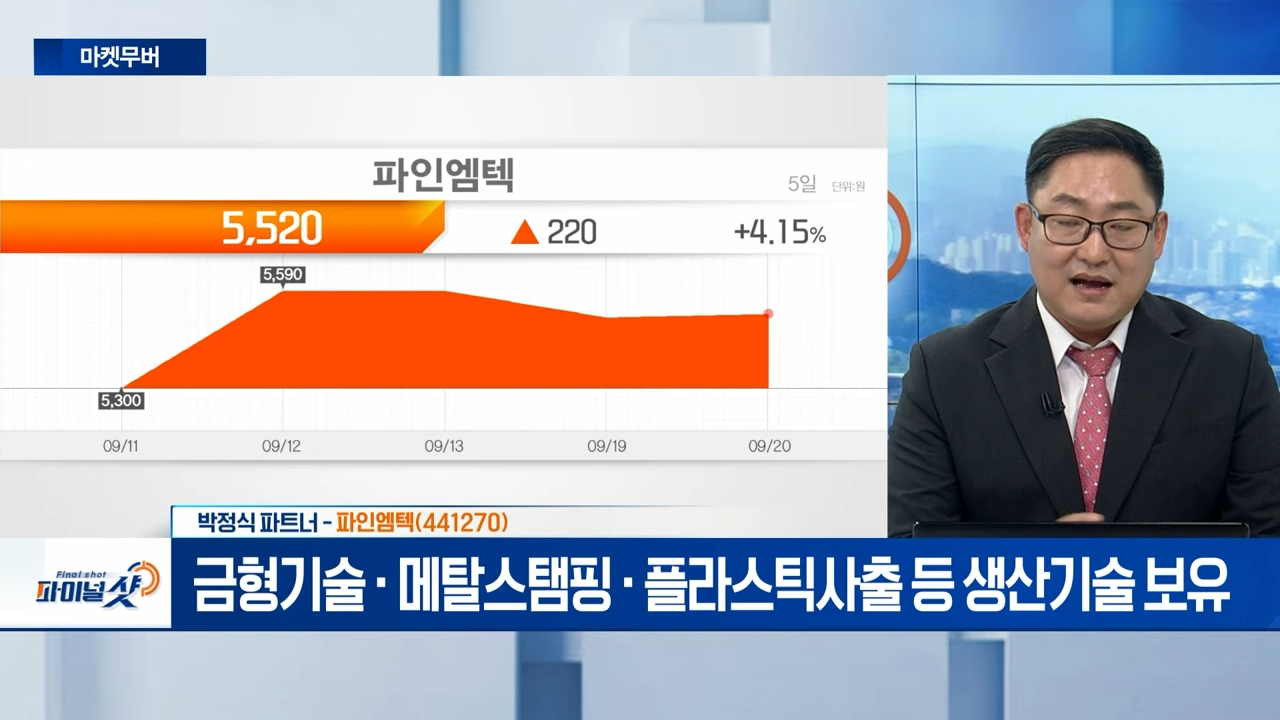 마켓무버
파인엠텍
5일 단위:원
5,520 ▲ 220 +4.15%
5,590
5,300
09/11 09/12 09/13 09/19 09/20
박정식 파트너 - 파인엠텍(441270)
Final shot
파이널 샷
금형기술 · 메탈스탬핑 · 플라스틱사출 등 생산기술 보유